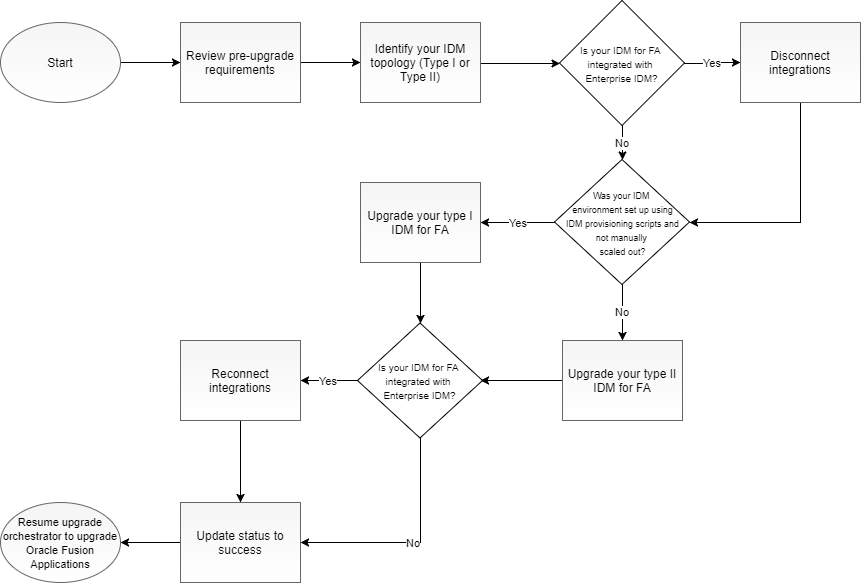 Start
Review pre-upgrade
requirements
Identify your IDM
topology (Type I or
Type II)
Is your IDM for FA
integrated with
Enterprise IDM?
Yes
Disconnect
integrations
No
Was your IDM
environment set up using
IDM provisioning scripts and
not manually
scaled out?
Yes
Upgrade your type I
IDM for FA
No
Upgrade your type II
IDM for FA
Is your IDM for FA
integrated with
Enterprise IDM?
Yes
Reconnect
integrations
No
Update status to
success
Resume upgrade
orchestrator to upgrade
Oracle Fusion
Applications